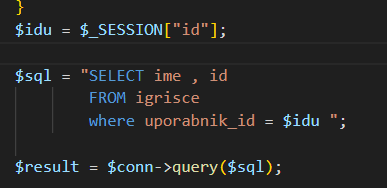 }
$idu = $_SESSION["id"];
$sql = "SELECT ime , id
FROM igrisce
where uporabnik_id = $idu ";
$result = $conn->query($sql);